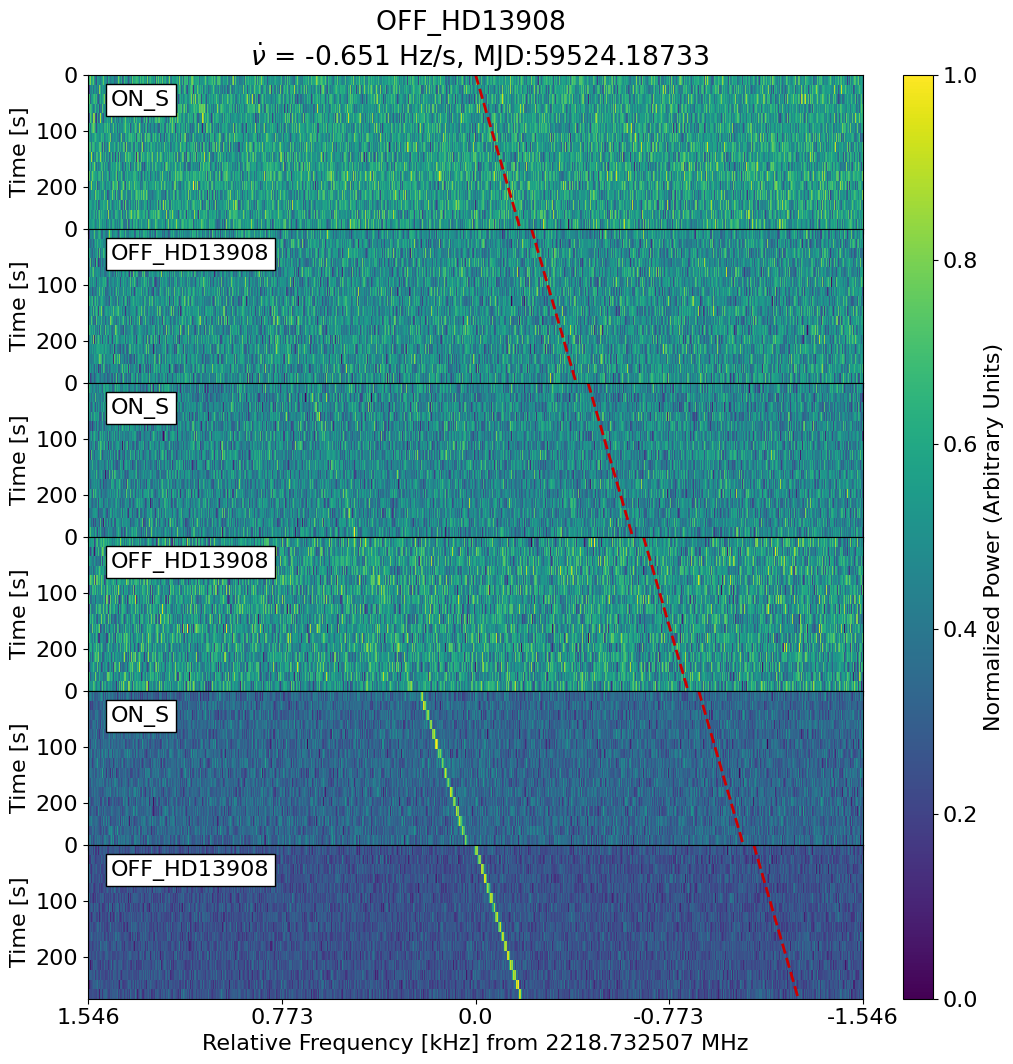 OFF_HD13908
ν̇ = -0.651 Hz/s, MJD:59524.18733
0
ON_S
100
200
Time [s]
0
OFF_HD13908
100
200
Time [s]
0
ON_S
100
200
Time [s]
0
OFF_HD13908
100
200
Time [s]
0
ON_S
100
200
Time [s]
0
OFF_HD13908
100
200
Time [s]
1.546 0.773 0.0 -0.773 -1.546
Relative Frequency [kHz] from 2218.732507 MHz
1.0
0.8
0.6
0.4
0.2
0.0
Normalized Power (Arbitrary Units)